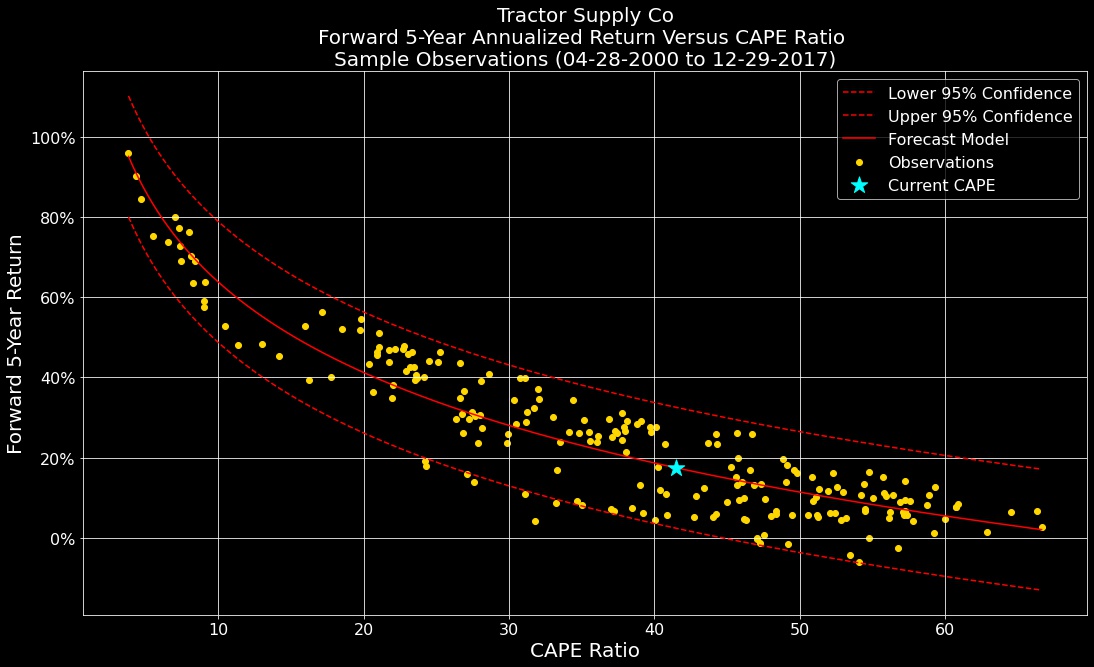 Tractor Supply Co
Forward 5-Year Annualized Return Versus CAPE Ratio
Sample Observations (04-28-2000 to 12-29-2017)
Lower 95% Confidence
Upper 95% Confidence
Forecast Model
Observations
Current CAPE
Forward 5-Year Return
100%
80%
60%
40%
20%
0%
10 20 30 40 50 60
CAPE Ratio